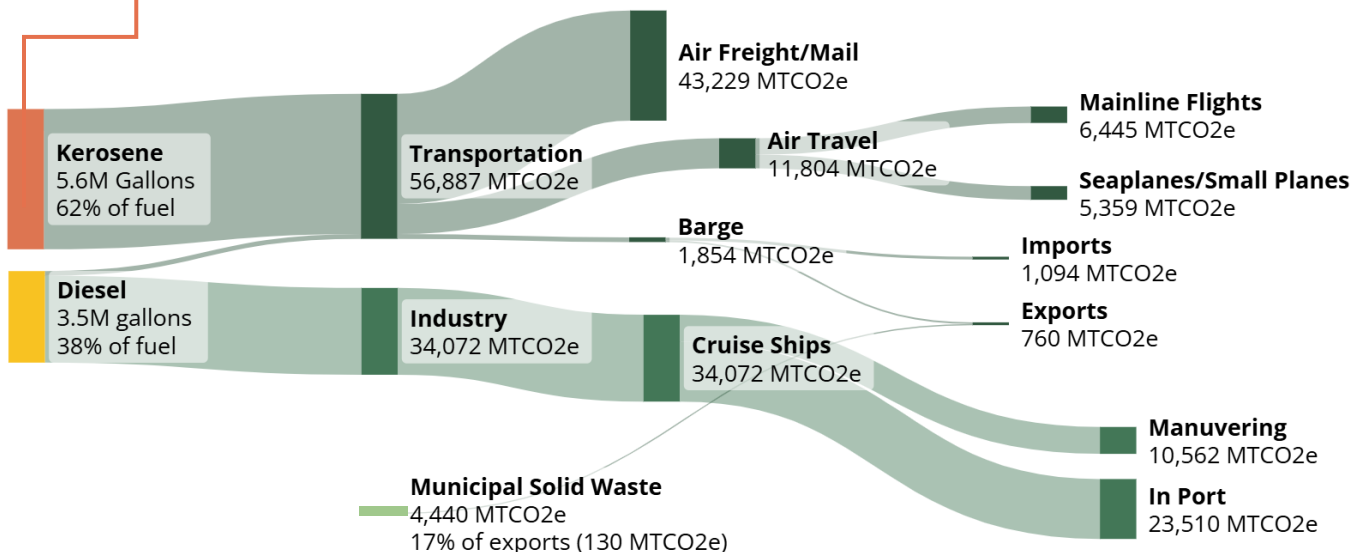 Air Freight/Mail
43,229 MTCO2e
Mainline Flights
6,445 MTCO2e
Kerosene
5.6M Gallons
62% of fuel
Transportation
56,887 MTCO2e
Air Travel
11,804 MTCO2e
Seaplanes/Small Planes
5,359 MTCO2e
Barge
1,854 MTCO2e
Imports
1,094 MTCO2e
Diesel
3.5M gallons
38% of fuel
Industry
34,072 MTCO2e
Exports
760 MTCO2e
Cruise Ships
34,072 MTCO2e
Manuvering
10,562 MTCO2e
Municipal Solid Waste
4,440 MTCO2e
17% of exports (130 MTCO2e)
In Port
23,510 MTCO2e